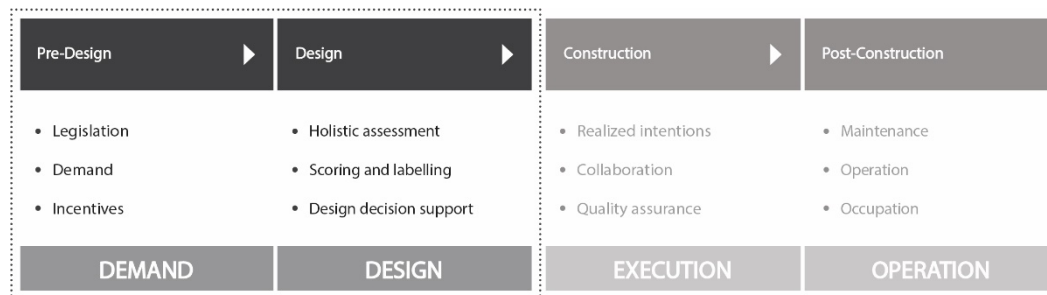 Pre-Design
Design
Construction
Post-Construction
• Legislation
• Demand
• Incentives
• Holistic assessment
• Scoring and labelling
• Design decision support
• Realized intentions
• Collaboration
• Quality assurance
• Maintenance
• Operation
• Occupation
DEMAND
DESIGN
EXECUTION
OPERATION